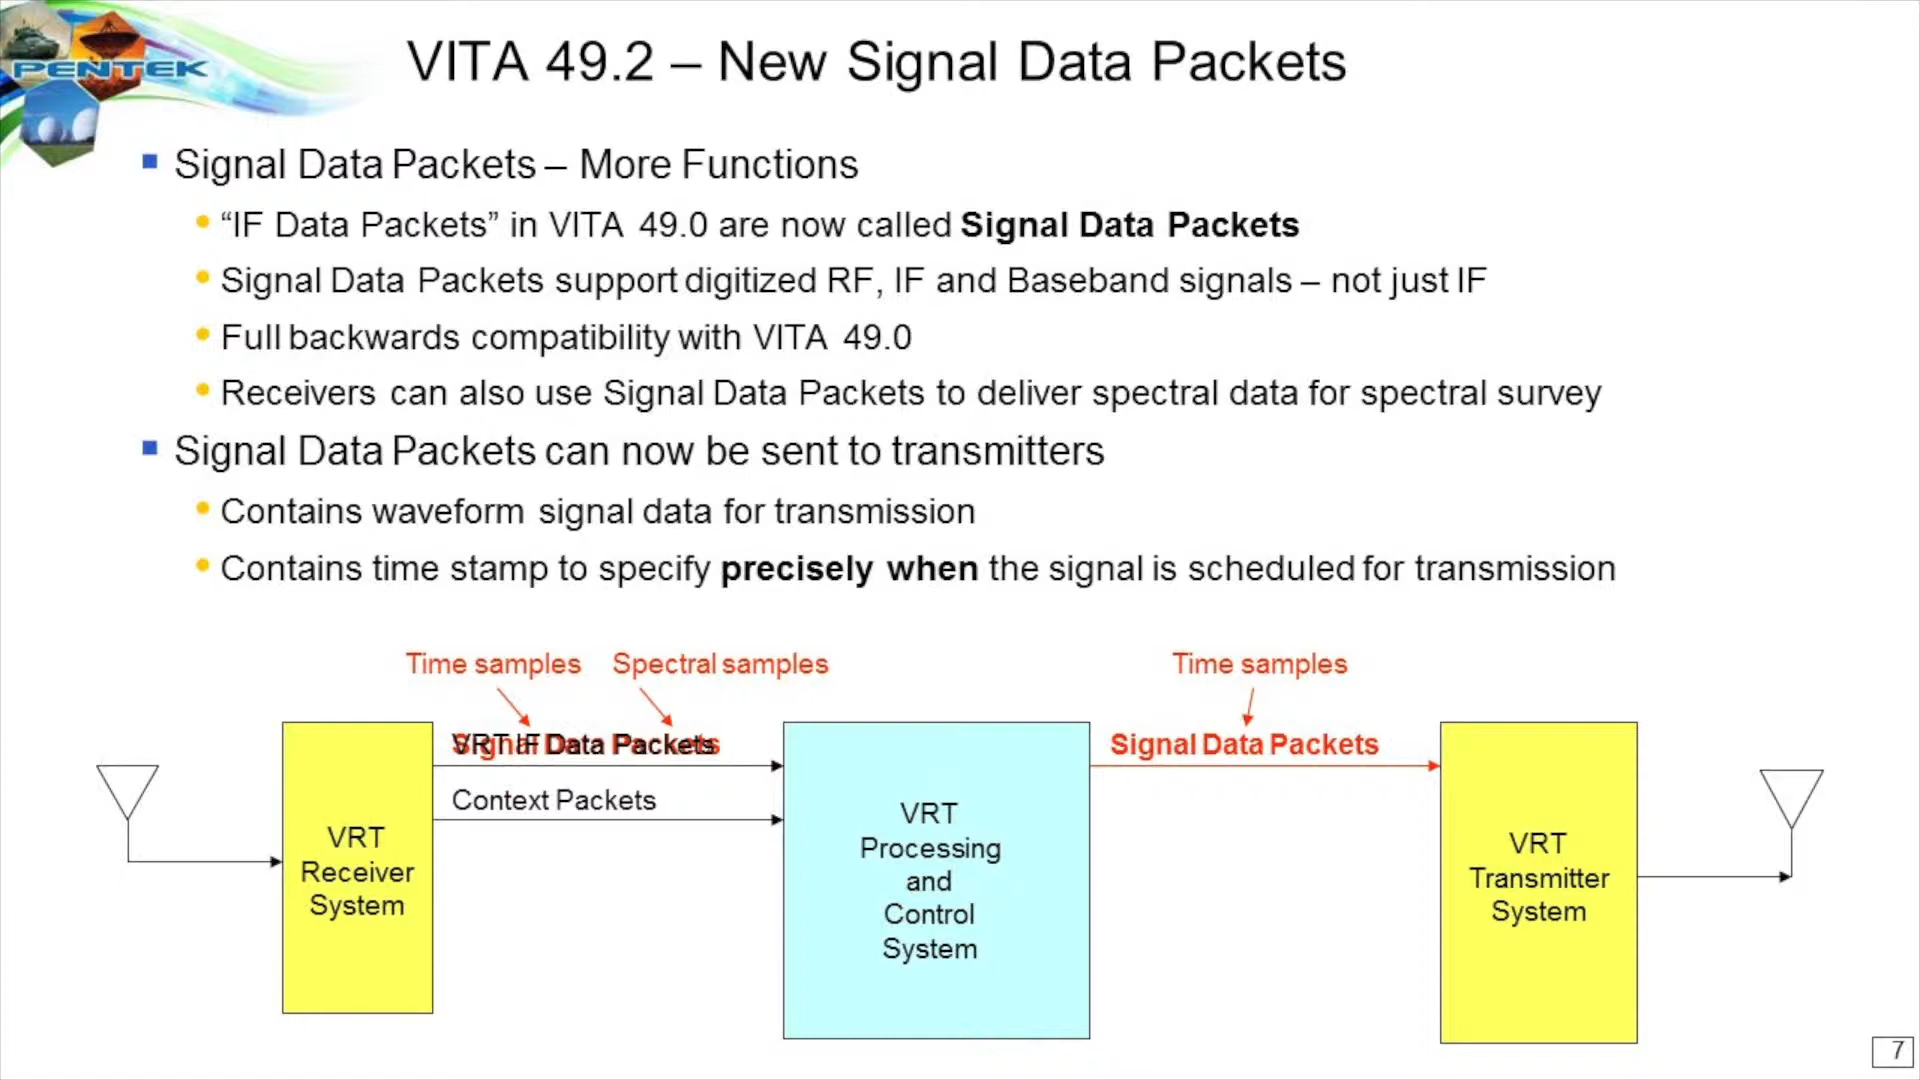 PENTEK
VITA 49.2 – New Signal Data Packets
Signal Data Packets – More Functions
“IF Data Packets” in VITA 49.0 are now called Signal Data Packets
Signal Data Packets support digitized RF, IF and Baseband signals – not just IF
Full backwards compatibility with VITA 49.0
Receivers can also use Signal Data Packets to deliver spectral data for spectral survey
Signal Data Packets can now be sent to transmitters
Contains waveform signal data for transmission
Contains time stamp to specify precisely when the signal is scheduled for transmission
Time samples
Spectral samples
Time samples
Signal Data Packets
VRT IF Data Packets
Signal Data Packets
Context Packets
VRT
Receiver
System
VRT
Processing
and
Control
System
VRT
Transmitter
System
7